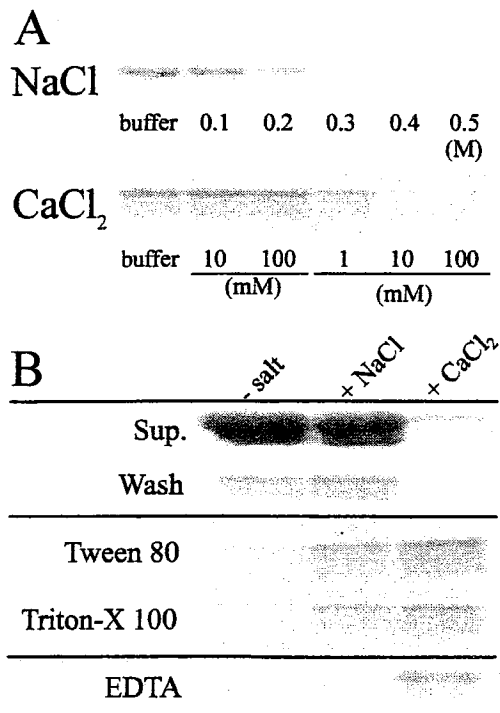 A
NaCl
buffer 0.1 0.2 0.3 0.4 0.5
(M)
CaCl₂
buffer 10 100 1 10 100
(mM) (mM)
B
- salt + NaCl + CaCl₂
Sup.
Wash
Tween 80
Triton-X 100
EDTA